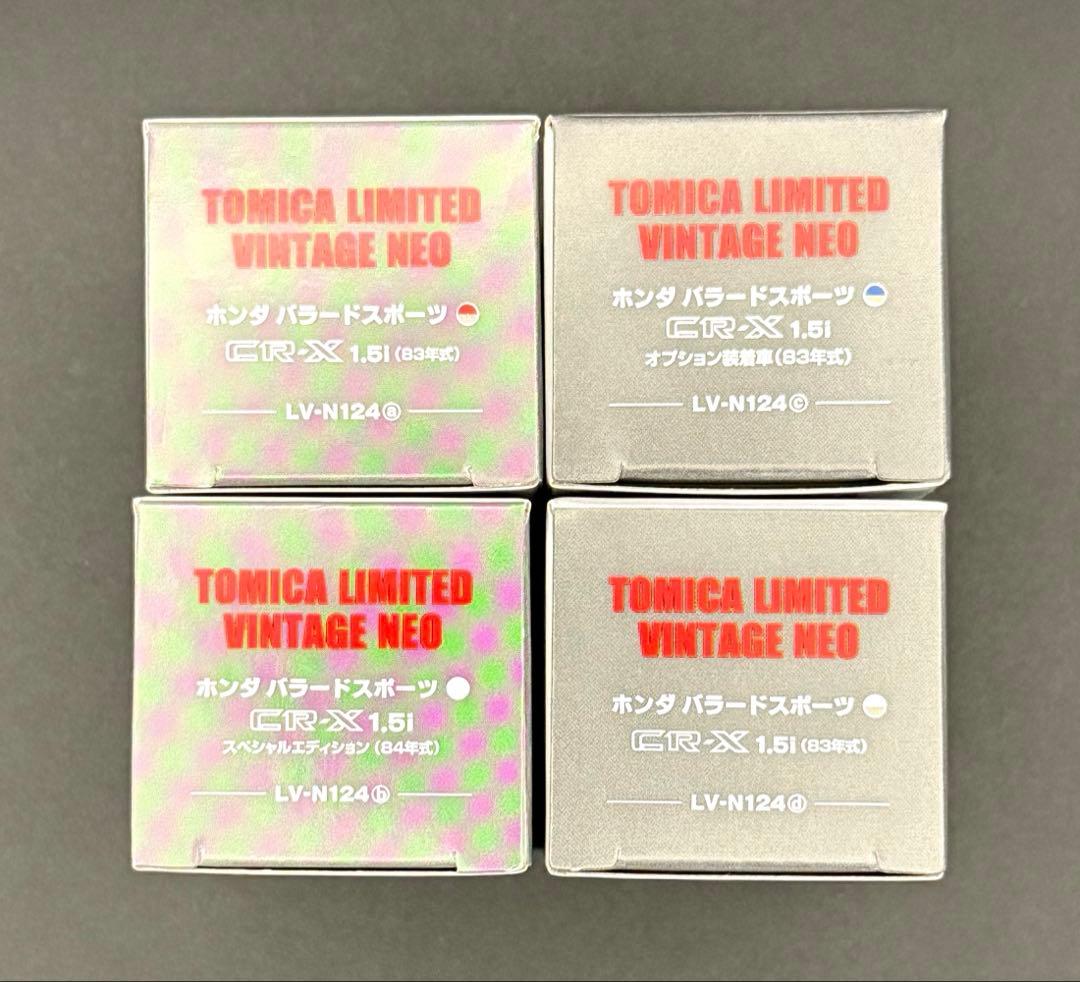 TOMICA LIMITED
VINTAGE NEO
ホンダ バラードスポーツ
CR-X 1.5i (83年式)
LV-N124ⓐ
TOMICA LIMITED
VINTAGE NEO
ホンダ バラードスポーツ
CR-X 1.5i
オプション装着車(83年式)
LV-N124ⓒ
TOMICA LIMITED
VINTAGE NEO
ホンダ バラードスポーツ
CR-X 1.5i
スペシャルエディション (84年式)
LV-N124ⓑ
TOMICA LIMITED
VINTAGE NEO
ホンダ バラードスポーツ
CR-X 1.5i (83年式)
LV-N124ⓓ